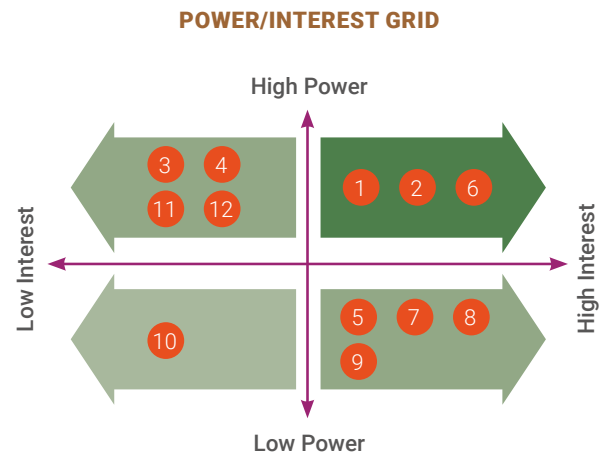 POWER/INTEREST GRID
High Power
3 4
1 2 6
11 12
Low Interest
High Interest
5 7 8
10
9
Low Power